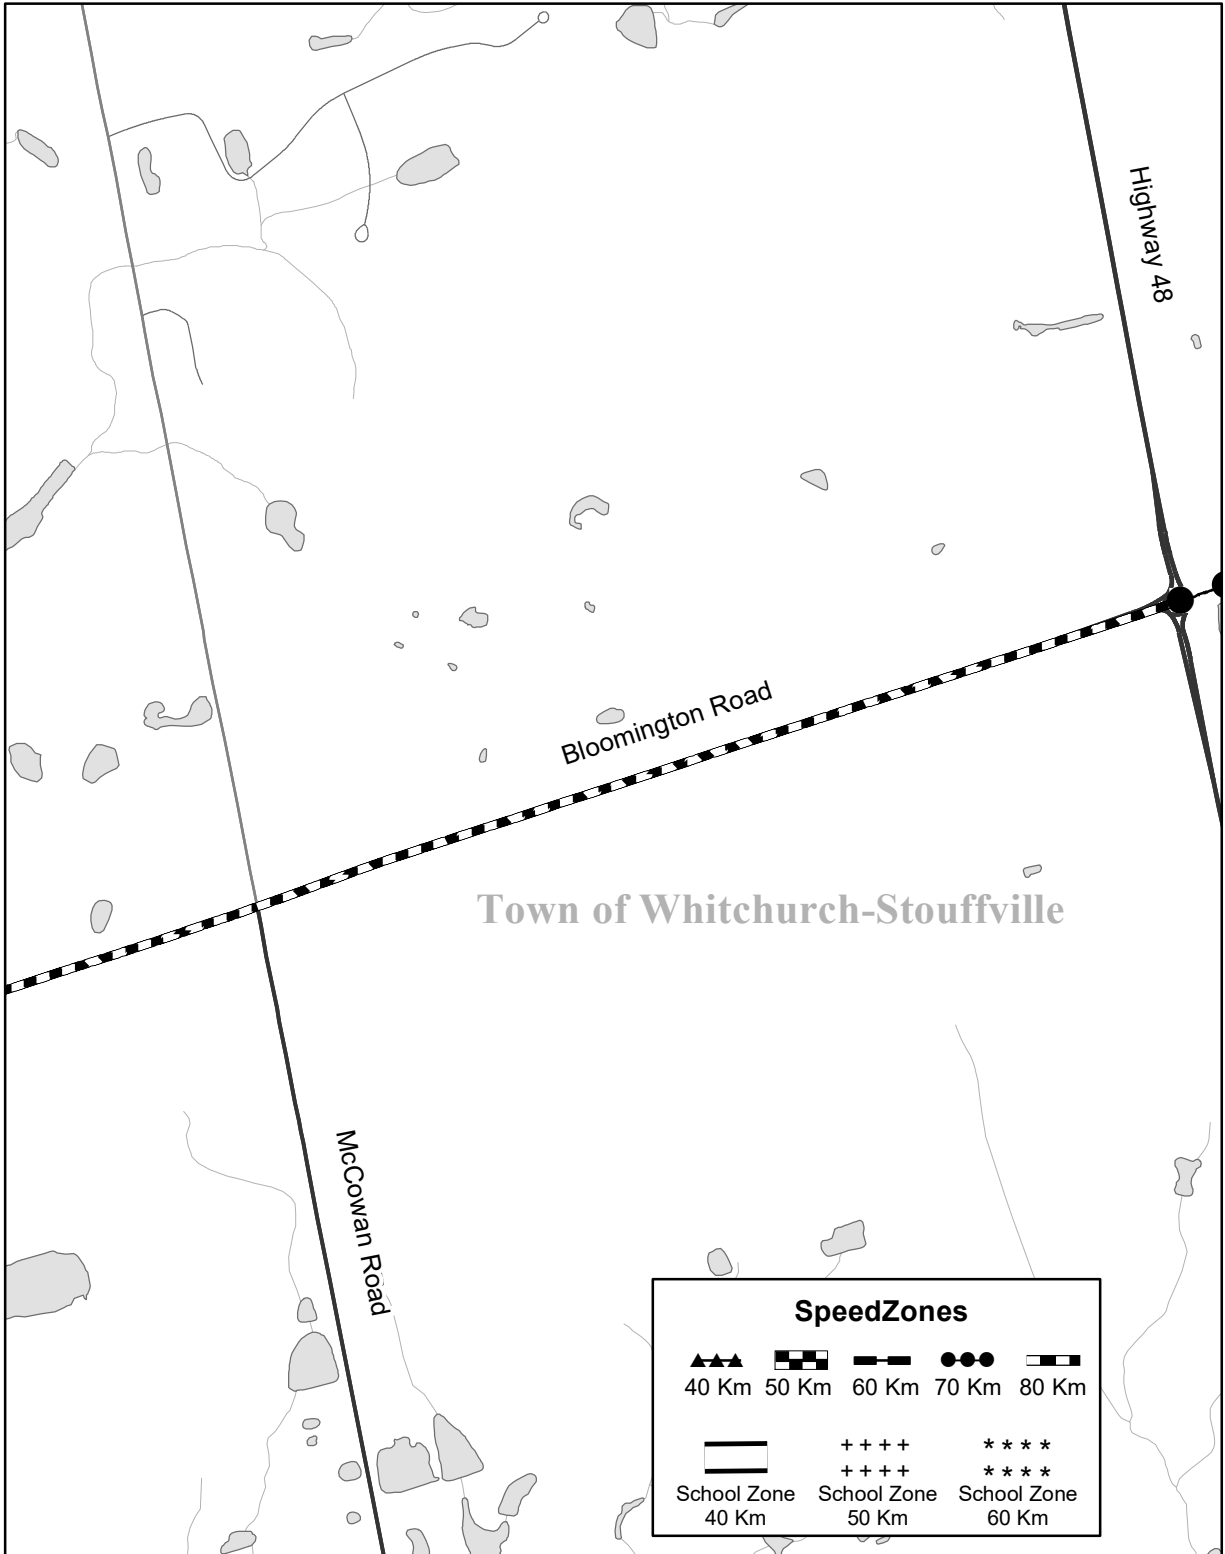 Highway 48
Bloomington Road
Town of Whitchurch-Stouffville
McCowan Road
SpeedZones
40 Km 50 Km 60 Km 70 Km 80 Km
School Zone School Zone School Zone
40 Km 50 Km 60 Km